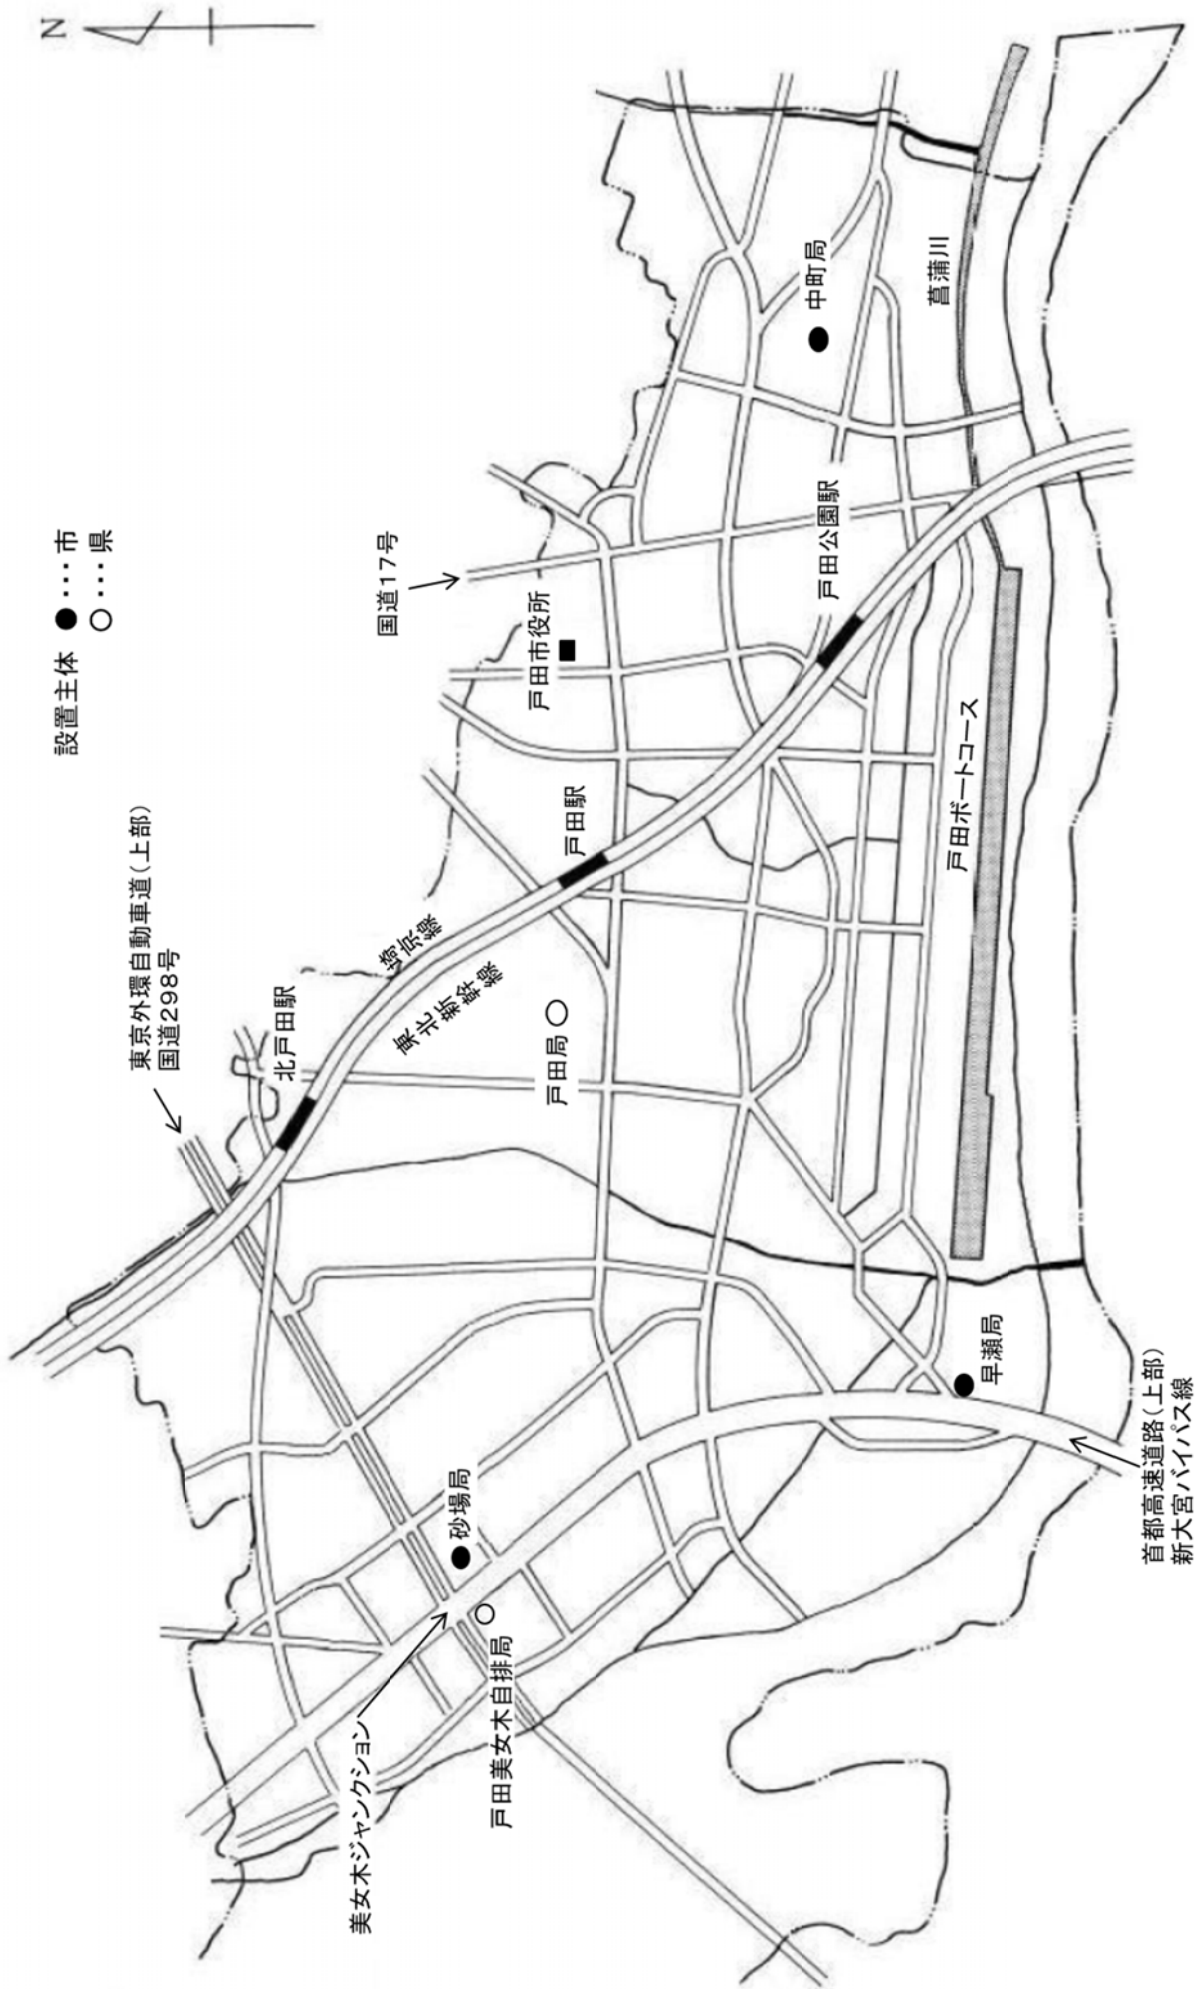 N
設置主体 ●･･･市
○･･･県
東京外環自動車道(上部)
国道298号
国道17号
北戸田駅
埼京線
東北新幹線
戸田駅
戸田市役所
戸田公園駅
中町局
菖蒲川
戸田局
戸田ボートコース
砂場局
早瀬局
美女木ジャンクション
戸田美女木自排局
首都高速道路(上部)
新大宮バイパス線